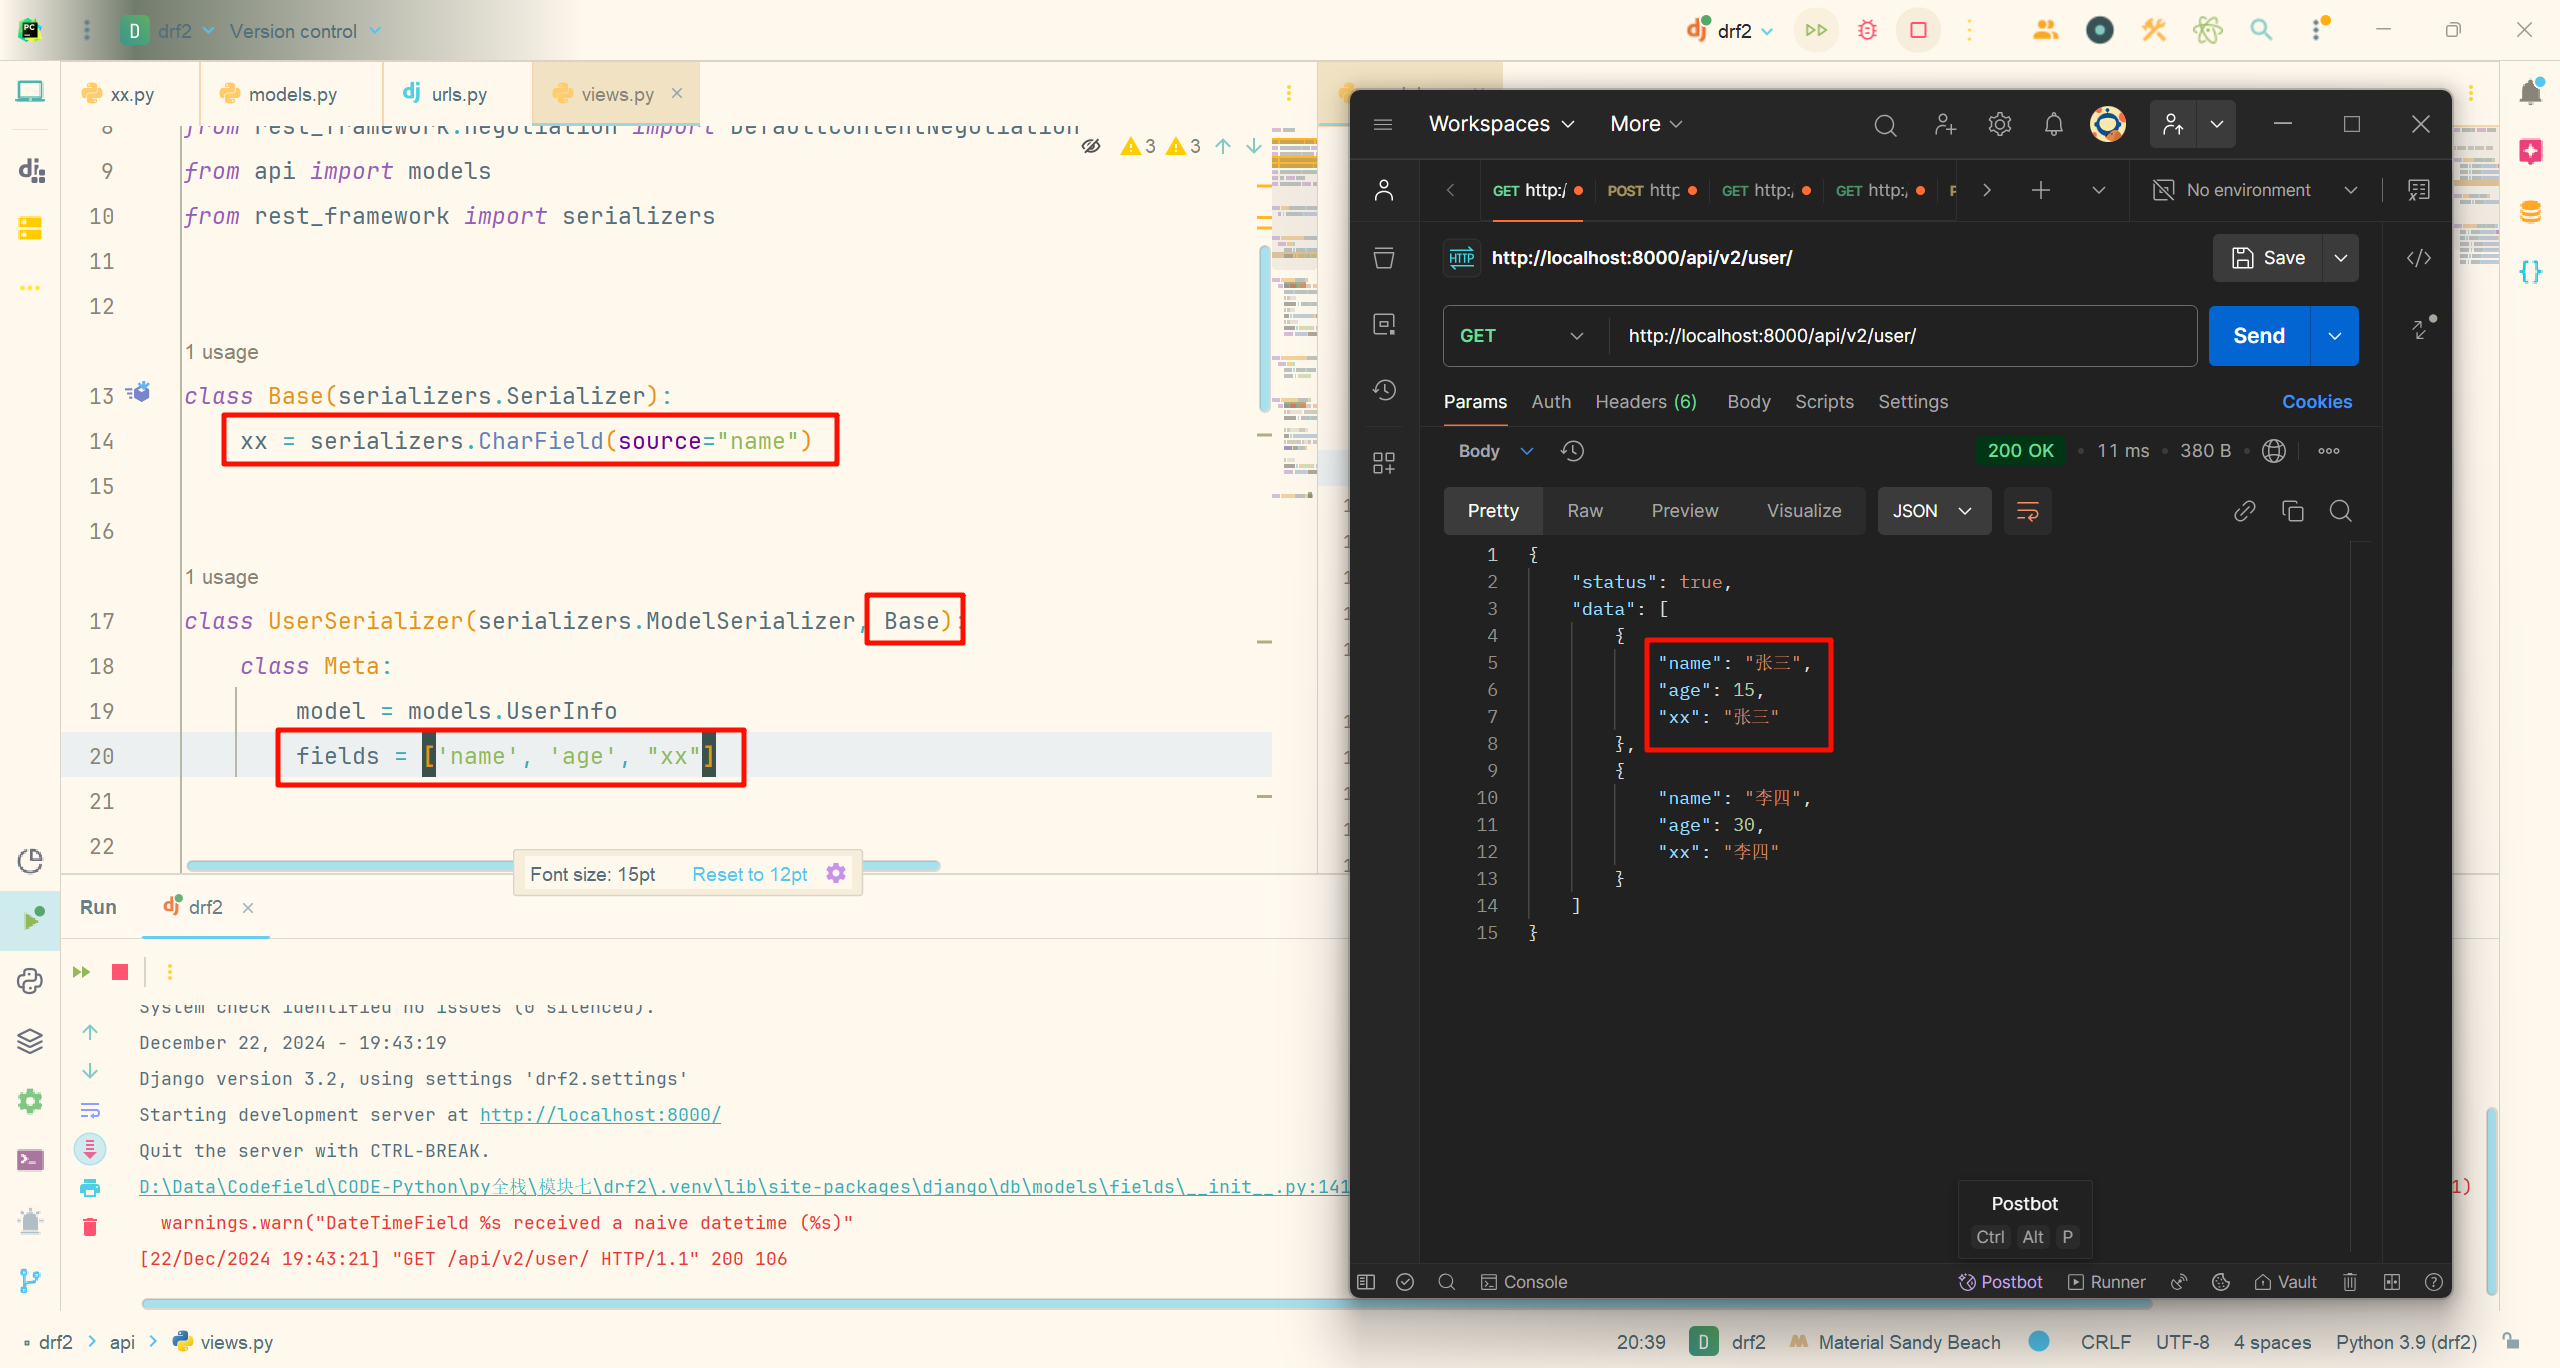 drf2
Version control
drf2
xx.py
models.py
urls.py
views.py
8 from rest_framework.negotiation import DefaultContentNegotiation
3 3
9 from api import models
10 from rest_framework import serializers
11
12
1 usage
13 class Base(serializers.Serializer):
14 xx = serializers.CharField(source="name")
15
16
1 usage
17 class UserSerializer(serializers.ModelSerializer, Base):
18 class Meta:
19 model = models.UserInfo
20 fields = ['name', 'age', "xx"]
21
22
Font size: 15pt Reset to 12pt
Run drf2
System check identified no issues (0 silenced).
December 22, 2024 - 19:43:19
Django version 3.2, using settings 'drf2.settings'
Starting development server at http://localhost:8000/
Quit the server with CTRL-BREAK.
D:\Data\Codefield\CODE-Python\py全栈\模块七\drf2\.venv\lib\site-packages\django\db\models\fields\__init__.py:141
1)
warnings.warn("DateTimeField %s received a naive datetime (%s)"
[22/Dec/2024 19:43:21] "GET /api/v2/user/ HTTP/1.1" 200 106
Workspaces More
GET http:/ POST http GET http:/ GET http:/
No environment
HTTP http://localhost:8000/api/v2/user/
Save
GET http://localhost:8000/api/v2/user/
Send
Params Auth Headers (6) Body Scripts Settings Cookies
Body 200 OK 11 ms 380 B
Pretty Raw Preview Visualize JSON
1 {
2 "status": true,
3 "data": [
4 {
5 "name": "张三",
6 "age": 15,
7 "xx": "张三"
8 },
9 {
10 "name": "李四",
11 "age": 30,
12 "xx": "李四"
13 }
14 ]
15 }
Postbot
Ctrl Alt P
Console Postbot Runner Vault
drf2 api views.py
20:39 D drf2 Material Sandy Beach CRLF UTF-8 4 spaces Python 3.9 (drf2)